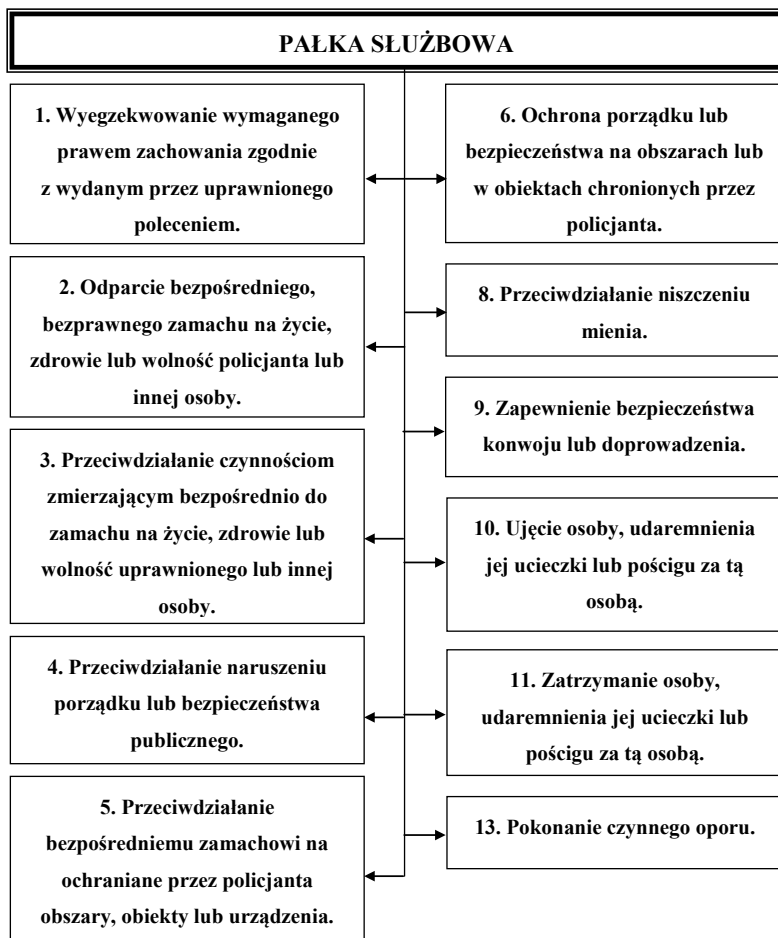 PAŁKA SŁUŻBOWA
1. Wyegzekwowanie wymaganego
prawem zachowania zgodnie
z wydanym przez uprawnionego
poleceniem.
2. Odparcie bezpośredniego,
bezprawnego zamachu na życie,
zdrowie lub wolność policjanta lub
innej osoby.
3. Przeciwdziałanie czynnościom
zmierzającym bezpośrednio do
zamachu na życie, zdrowie lub
wolność uprawnionego lub innej
osoby.
4. Przeciwdziałanie naruszeniu
porządku lub bezpieczeństwa
publicznego.
5. Przeciwdziałanie
bezpośredniemu zamachowi na
ochraniane przez policjanta
obszary, obiekty lub urządzenia.
6. Ochrona porządku lub
bezpieczeństwa na obszarach lub
w obiektach chronionych przez
policjanta.
8. Przeciwdziałanie niszczeniu
mienia.
9. Zapewnienie bezpieczeństwa
konwoju lub doprowadzenia.
10. Ujęcie osoby, udaremnienia
jej ucieczki lub pościgu za tą
osobą.
11. Zatrzymanie osoby,
udaremnienia jej ucieczki lub
pościgu za tą osobą.
13. Pokonanie czynnego oporu.